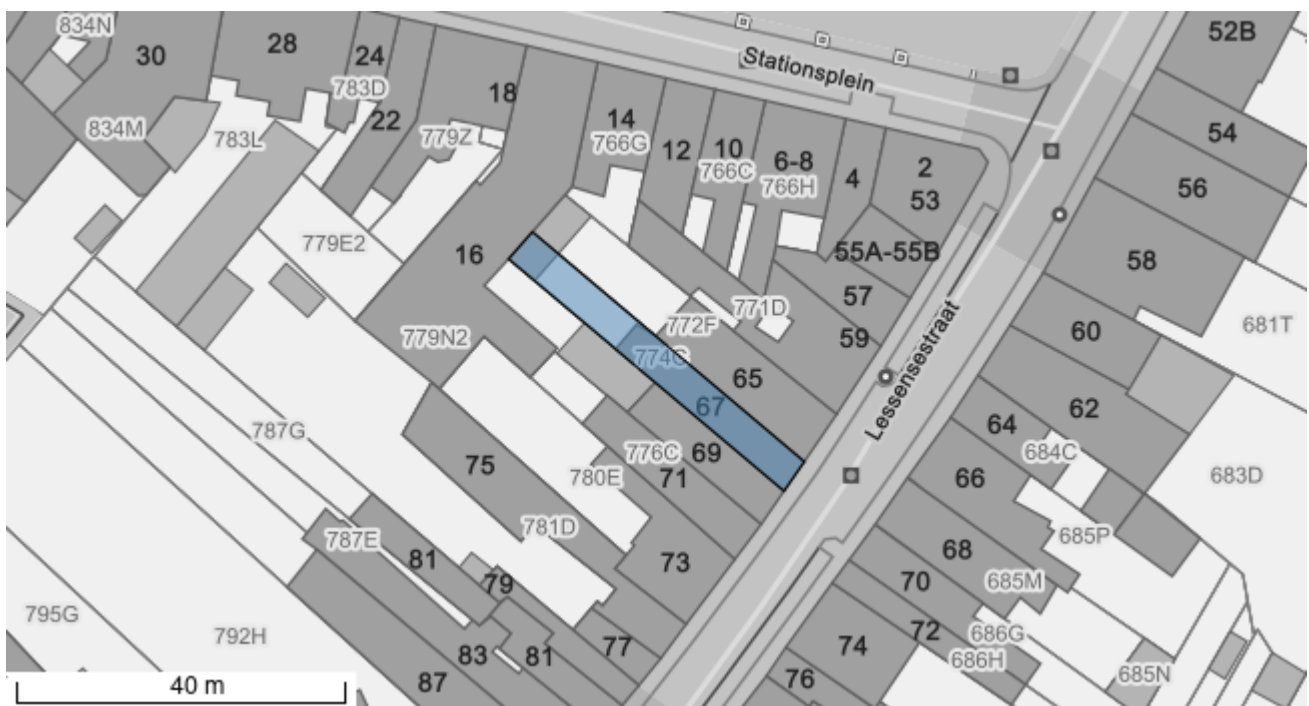 834N
30
28
24
783D
22
18
52B
Stationsplein
834M
783L
779Z
14
766G
12
10
766C
6-8
766H
4
2
53
54
56
779E2
16
55A-55B
58
57
771D
59
681T
779N2
772F
774C
65
60
67
62
64
Lessensestraat
787G
69
776C
71
684C
683D
75
780E
66
781D
685P
787E
81
73
68
79
70
685M
795G
792H
77
72
686G
74
83
81
686H
685N
87
76
40 m